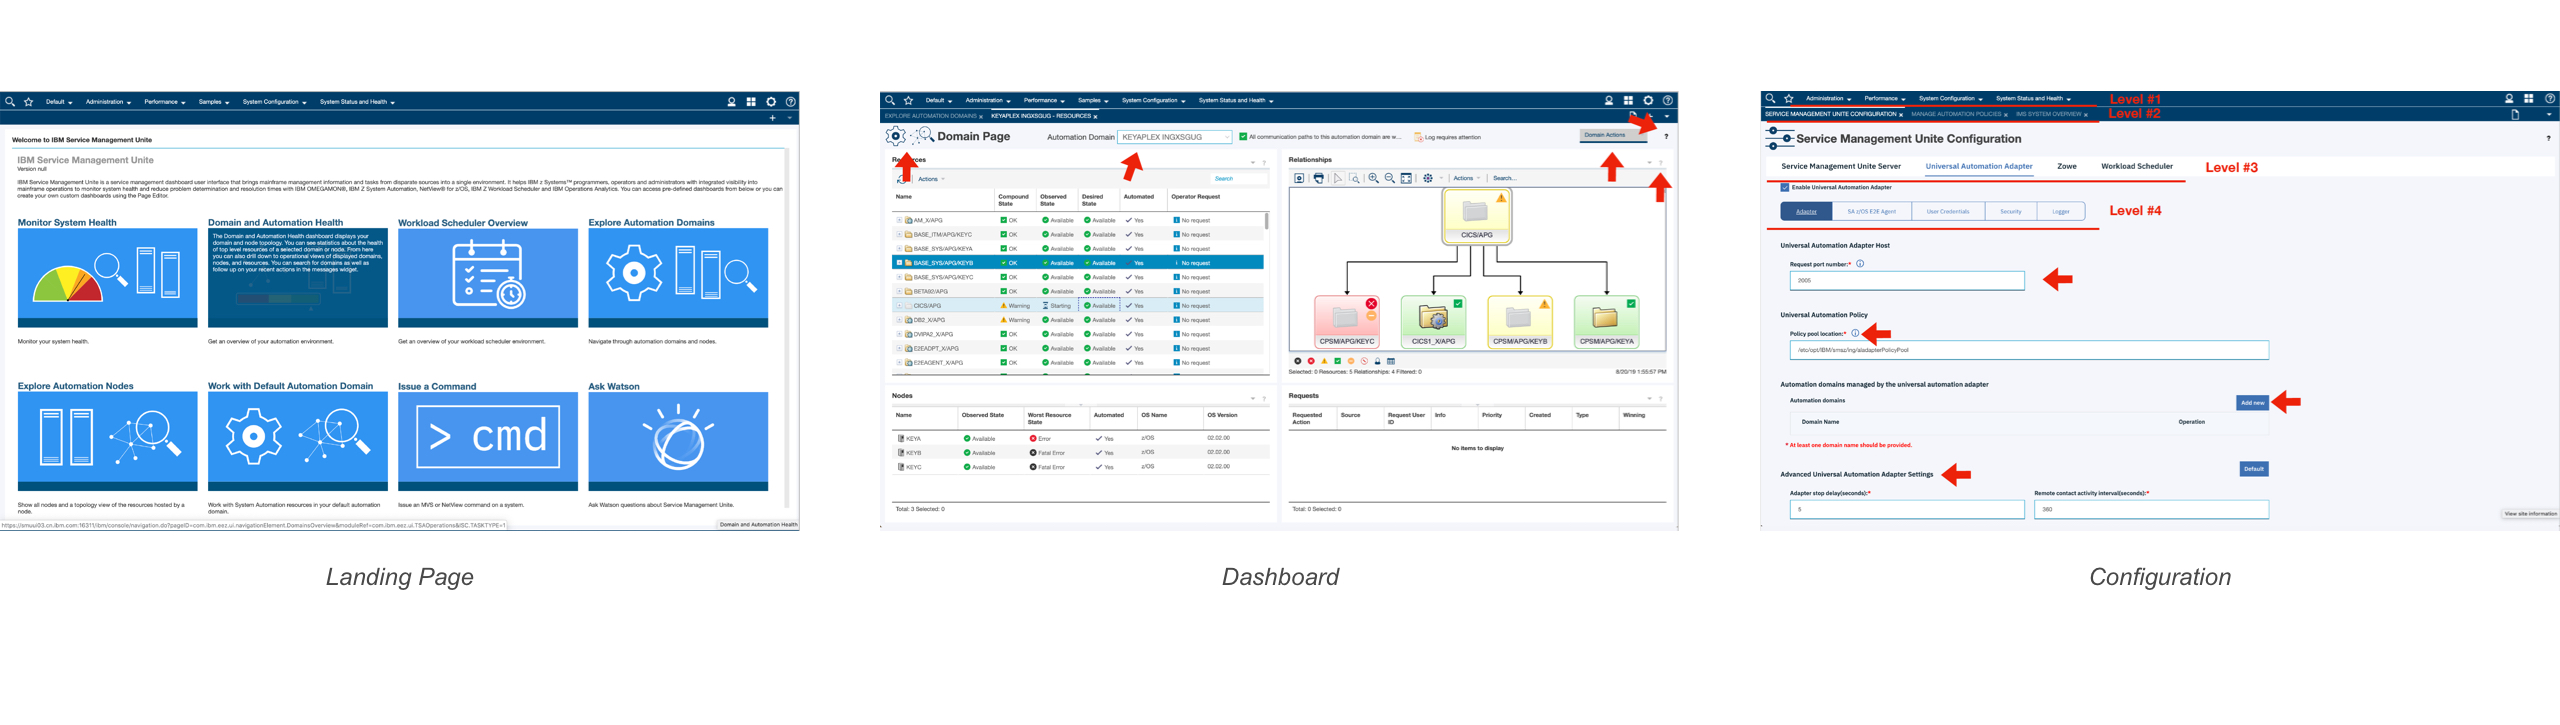 Default Administration Performance Samples System Configuration System Status and Health
Welcome to IBM Service Management Unite
IBM Service Management Unite
Version null
IBM Service Management Unite is a service management dashboard user interface that brings mainframe management information and tasks from disparate sources into a single environment. It helps IBM z Systems™ programmers, operators and administrators with integrated visibility into
mainframe operations to monitor system health and reduce problem determination and resolution times with IBM OMEGAMON®, IBM Z System Automation, NetView® for z/OS, IBM Z Workload Scheduler and IBM Operations Analytics. You can access pre-defined dashboards from below or you can
create your own custom dashboards using the Page Editor.
Monitor System Health
Domain and Automation Health
Workload Scheduler Overview
Explore Automation Domains
The Domain and Automation Health dashboard displays your
domain and node topology. You can see statistics about the health
of top level resources of a selected domain or node. From here
you can also drill down to operational views of displayed domains,
nodes, and resources. You can search for domains as well as
follow up on your recent actions in the messages widget.
Monitor your system health.
Get an overview of your automation environment.
Get an overview of your workload scheduler environment.
Navigate through automation domains and nodes.
Explore Automation Nodes
Work with Default Automation Domain
Issue a Command
Ask Watson
> cmd
Show all nodes and a topology view of the resources hosted by a
node.
Work with System Automation resources in your default automation
domain.
Issue an MVS or NetView command on a system.
Ask Watson questions about Service Management Unite.
Domain and Automation Health
Landing Page
Default Administration Performance Samples System Configuration System Status and Health
EXPLORE AUTOMATION DOMAINS × KEYAPLEX INGXSGUG - RESOURCES ×
Domain Page
Automation Domain KEYAPLEX INGXSGUG
All communication paths to this automation domain are w...
Log requires attention
Domain Actions
?
Actions
Search
Name Compound State Observed State Desired State Automated Operator Request
AM_X/APG OK Available Available Yes No request
BASE_ITM/APG/KEYC OK Available Available Yes No request
BASE_SYS/APG/KEYA OK Available Available Yes No request
BASE_SYS/APG/KEYB OK Available Available Yes No request
BASE_SYS/APG/KEYC OK Available Available Yes No request
BETA92/APG OK Available Available Yes No request
CICS/APG Warning Starting Available Yes No request
DB2_X/APG Warning Available Available Yes No request
DVIPA2_X/APG OK Available Available Yes No request
E2EADPT_X/APG OK Available Available Yes No request
E2EAGENT_X/APG OK Available Available Yes No request
Relationships
Actions Search...
CICS/APG
CPSM/APG/KEYC CICS1_X/APG CPSM/APG/KEYB CPSM/APG/KEYA
Selected: 0 Resources: 5 Relationships: 4 Filtered: 0
8/20/19 1:55:57 PM
Nodes
Name Observed State Worst Resource State Automated OS Name OS Version
KEYA Available Error Yes z/OS 02.02.00
KEYB Available Fatal Error Yes z/OS 02.02.00
KEYC Available Fatal Error Yes z/OS 02.02.00
Total: 3 Selected: 0
Requests
Requested Action Source Request User ID Info Priority Created Type Winning
No items to display
Total: 0 Selected: 0
Dashboard
Administration Performance System Configuration System Status and Health
Level #1
SERVICE MANAGEMENT UNITE CONFIGURATION × MANAGE AUTOMATION POLICIES × IMS SYSTEM OVERVIEW ×
Level #2
Service Management Unite Configuration
?
Service Management Unite Server Universal Automation Adapter Zowe Workload Scheduler
Level #3
Enable Universal Automation Adapter
Adapter SA z/OS E2E Agent User Credentials Security Logger
Level #4
Universal Automation Adapter Host
Request port number:*
2005
Universal Automation Policy
Policy pool location:*
Automation domains managed by the universal automation adapter
Automation domains
Add new
Domain Name Operation
* At least one domain name should be provided.
Advanced Universal Automation Adapter Settings
Default
Adapter stop delay(seconds):*
Remote contact activity interval(seconds):*
5
360
View site information
Configuration